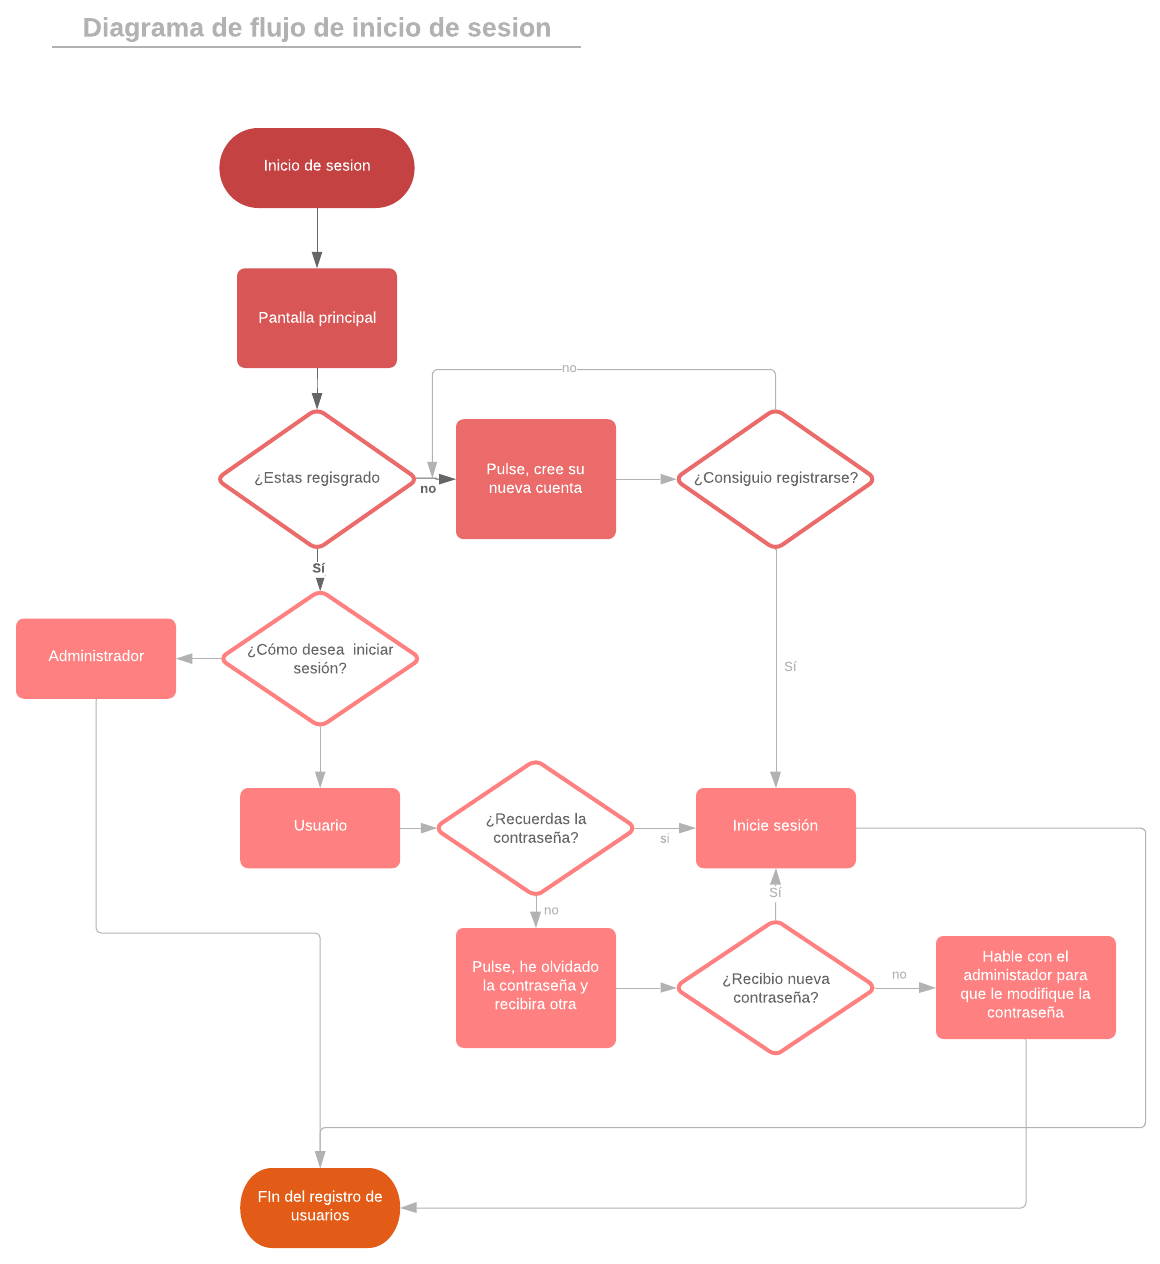 Diagrama de flujo de inicio de sesion
Inicio de sesion
Pantalla principal
no
¿Estas regisgrado
no
Pulse, cree su
nueva cuenta
¿Consiguio registrarse?
Sí
¿Cómo desea  iniciar
sesión?
Administrador
Sí
Usuario
¿Recuerdas la
contraseña?
si
Inicie sesión
no
Sí
Pulse, he olvidado
la contraseña y
recibira otra
¿Recibio nueva
contraseña?
no
Hable con el
administador para
que le modifique la
contraseña
FIn del registro de
usuarios